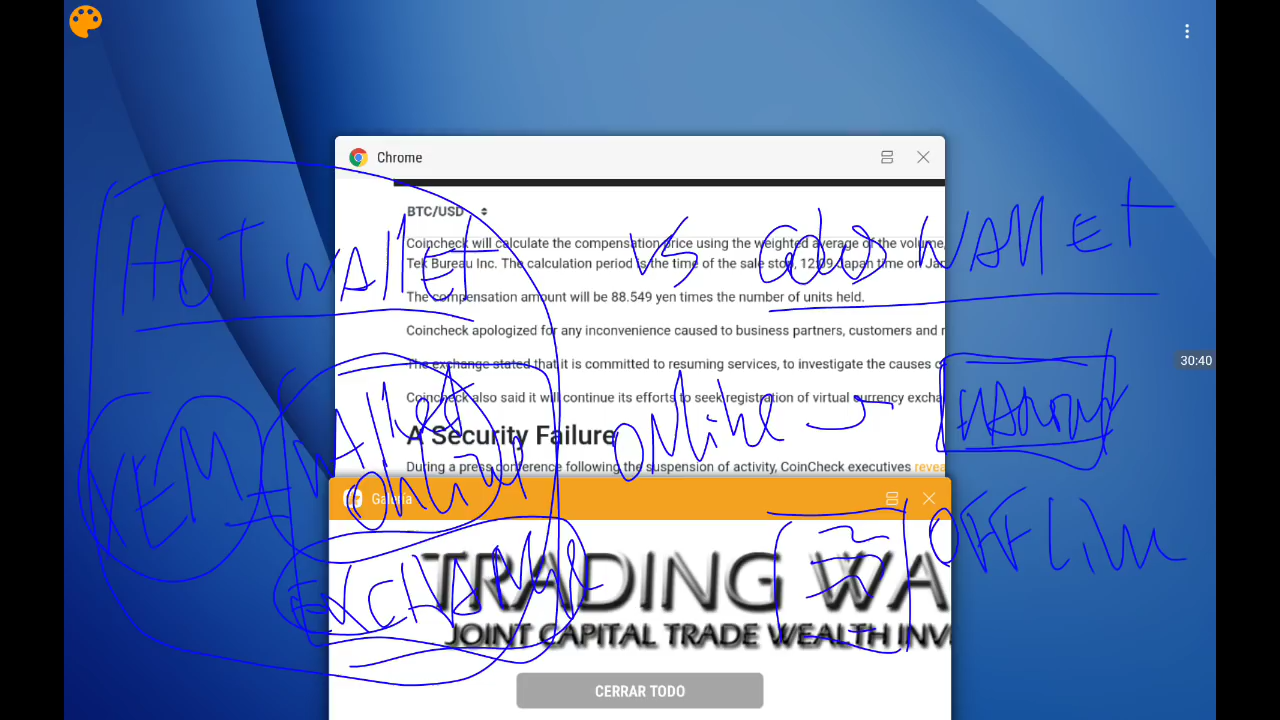 Chrome
BTC/USD
Coincheck will calculate the compensation price using the weighted average of the volume,
Tek Bureau Inc. The calculation period is the time of the sale stop, 12:09 Japan time on Jan
The compensation amount will be 88.549 yen times the number of units held.
Coincheck apologized for any inconvenience caused to business partners, customers and
The exchange stated that it is committed to resuming services, to investigate the causes
Coincheck also said it will continue its efforts to seek registration of virtual currency
A Security Failure
During a press conference following the suspension of activity, CoinCheck executives
Galería
TRADING WA
JOINT CAPITAL TRADE WEALTH INV
CERRAR TODO
30:40
HOT WALLET VS COLD WALLET
XEM
WALLET
ONLINE
ONLINE
OFFLINE
EXCHANGE